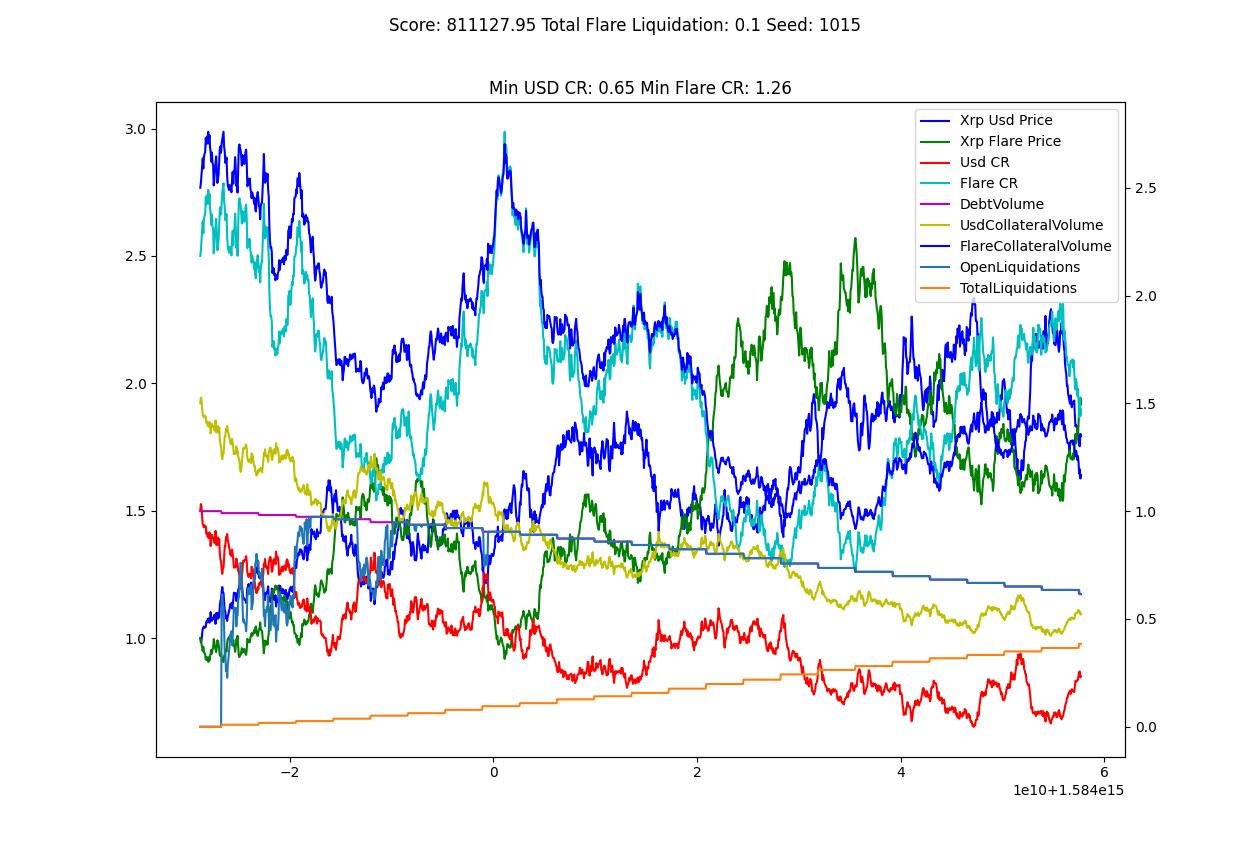 Score: 811127.95 Total Flare Liquidation: 0.1 Seed: 1015
Min USD CR: 0.65 Min Flare CR: 1.26
3.0
2.5
2.0
1.5
1.0
Xrp Usd Price
Xrp Flare Price
Usd CR
Flare CR
DebtVolume
UsdCollateralVolume
FlareCollateralVolume
OpenLiquidations
TotalLiquidations
2.5
2.0
1.5
1.0
0.5
0.0
−2 0 2 4 6
1e10+1.584e15